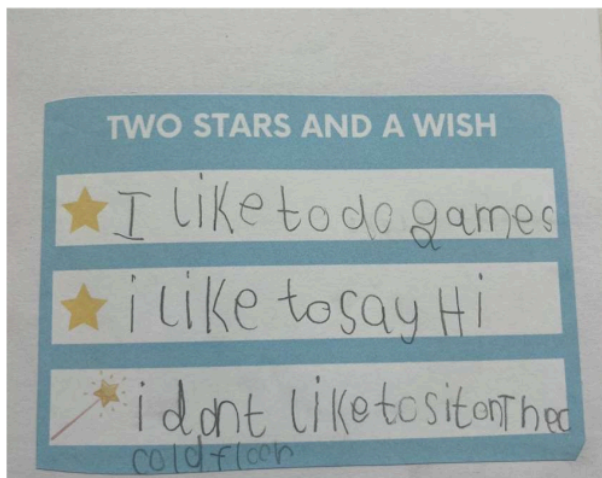 TWO STARS AND A WISH
I like to do games
i like to say Hi
i dont like to sit on Thec
cold floor